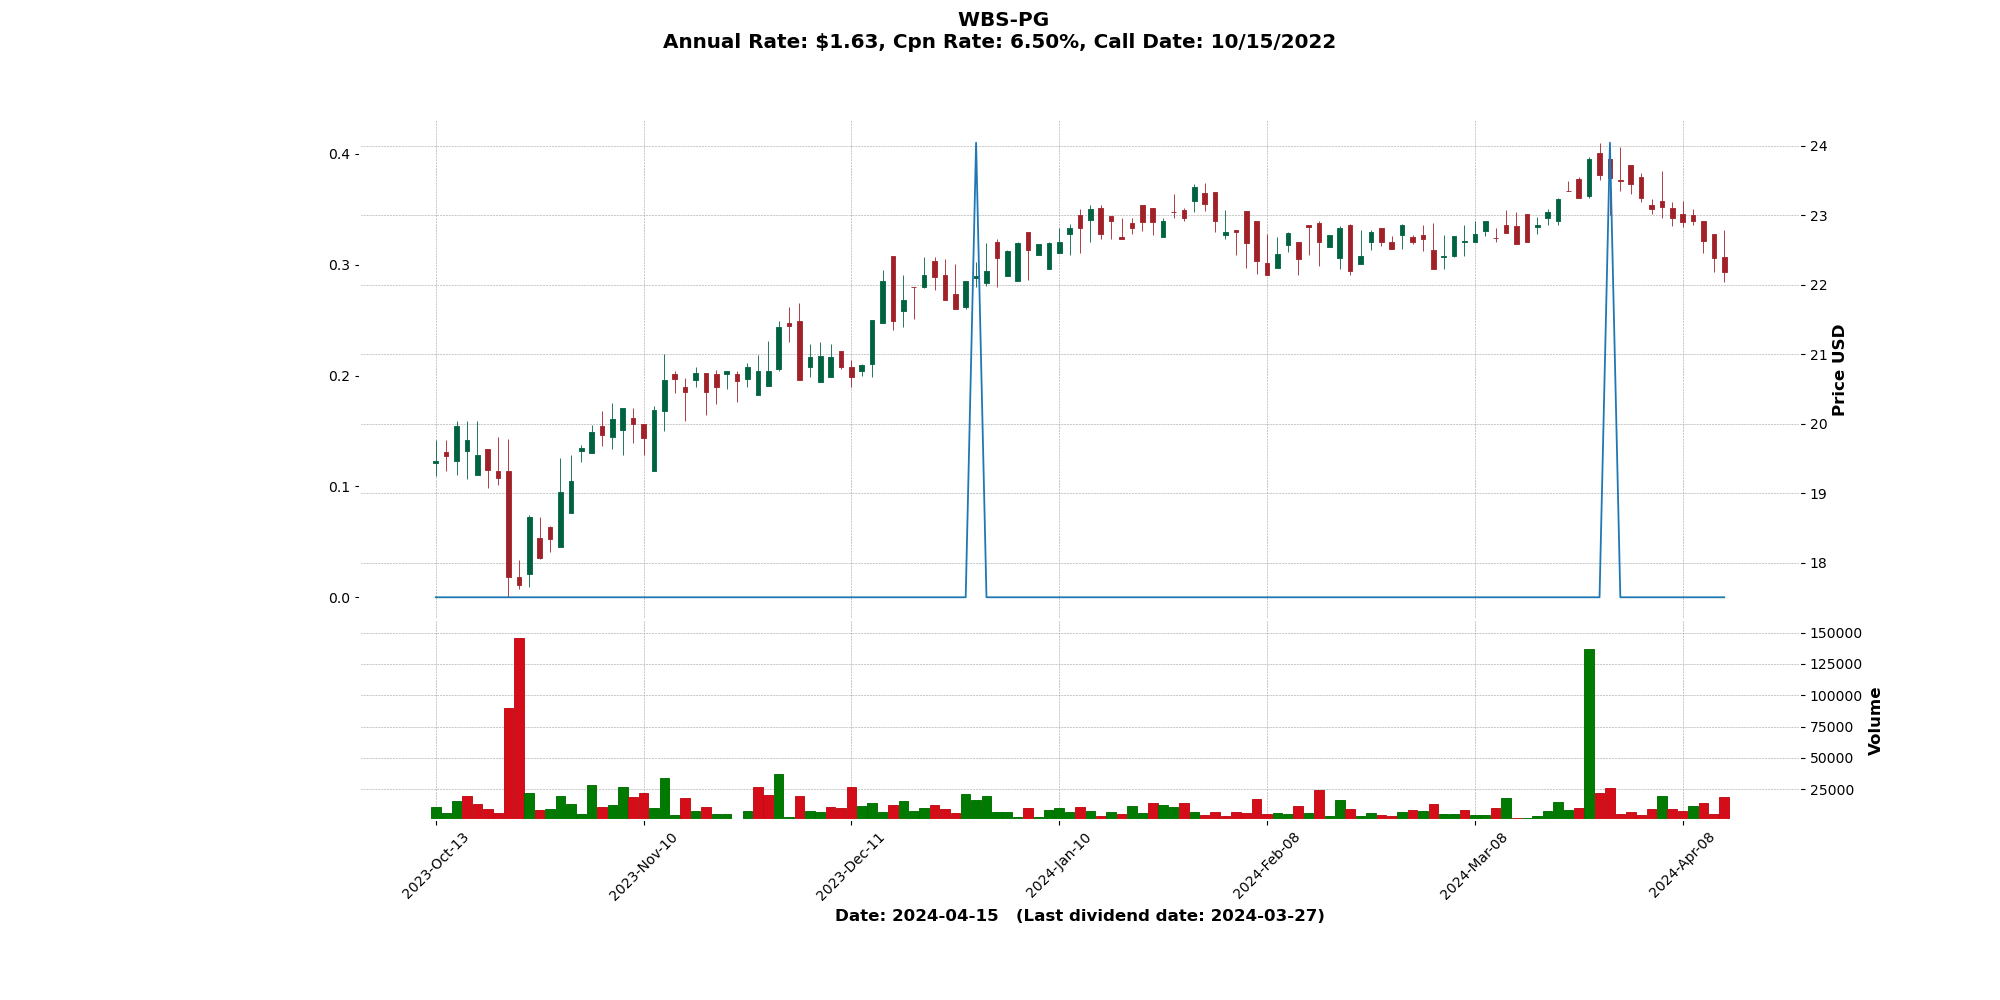 WBS-PG
Annual Rate: $1.63, Cpn Rate: 6.50%, Call Date: 10/15/2022
0.4
0.3
0.2
0.1
0.0
24
23
22
21
20
19
18
Price USD
150000
125000
100000
75000
50000
25000
Volume
2023-Oct-13
2023-Nov-10
2023-Dec-11
2024-Jan-10
2024-Feb-08
2024-Mar-08
2024-Apr-08
Date: 2024-04-15 (Last dividend date: 2024-03-27)